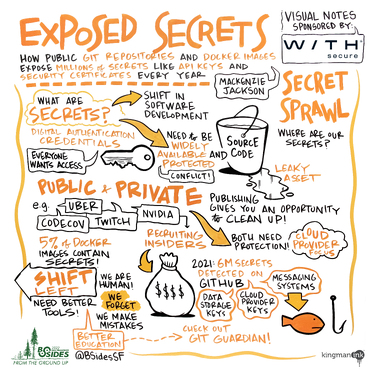 EXPOSED SECRETS
HOW PUBLIC GIT REPOSITORIES AND DOCKER IMAGES
EXPOSE MILLIONS OF SECRETS LIKE API KEYS AND
SECURITY CERTIFICATES EVERY YEAR
VISUAL NOTES
SPONSORED BY:
WITH
secure
MACKENZIE
JACKSON
SECRET
SPRAWL
WHERE ARE OUR
SECRETS?
WHAT ARE
SECRETS?
SHIFT IN
SOFTWARE
DEVELOPMENT
DIGITAL AUTHENTICATION
CREDENTIALS
EVERYONE
WANTS ACCESS
NEED to BE
WIDELY
AVAILABLE AND
PROTECTED
CONFLICT!
SOURCE
CODE
LEAKY
ASET
PUBLIC + PRIVATE
e.g.
UBER
NVIDIA
CODECOV
TWITCH
PUBLISHING
GIVES YOU AN OPPORTUNITY
to CLEAN UP!
RECRUITING
INSIDERS
BOTH NEED
PROTECTION!
CLOUD
PROVIDER
FOCUS
5% OF DOCKER
IMAGES CONTAIN
SECRETS!
SHIFT
LEFT
NEED BETTER
TOOLS!
WE ARE
HUMAN!
WE
FORGET
WE MAKE
MISTAKES
BETTER
EDUCATION
$$$
2021: 6M SECRETS
DETECTED ON
GITHUB
DATA
STORAGE
KEYS
CLOUD
PROVIDER
KEYS
MESSAGING
SYSTEMS
CHECK OUT
GIT GUARDIAN!
BSIDES
FROM THE GROUND UP
@BSidesSF
kingmanink